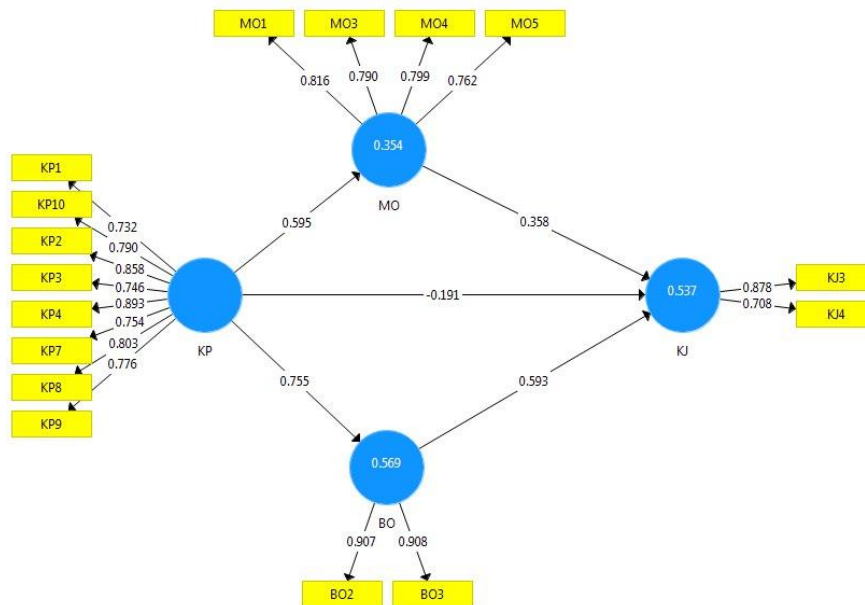 MO1 MO3 MO4 MO5
0.816 0.790 0.799 0.762
0.354
MO
KP1
KP10
KP2
KP3
KP4
KP7
KP8
KP9
0.732
0.790
0.858
0.746
0.893
0.754
0.803
0.776
KP
0.595
0.358
-0.191
0.755
0.593
0.537
KJ
0.878
0.708
KJ3
KJ4
0.569
BO
0.907 0.908
BO2 BO3